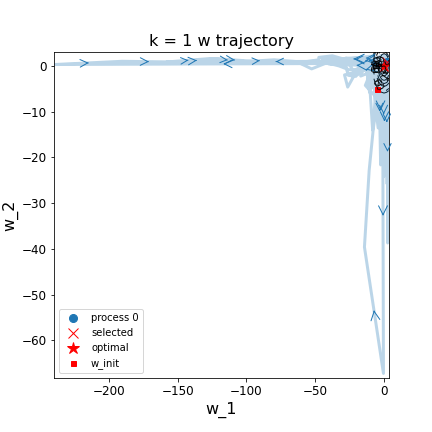 k = 1 w trajectory
w_2
0
−10
−20
−30
−40
−50
−60
process 0
selected
optimal
w_init
−200
−150
−100
−50
0
w_1